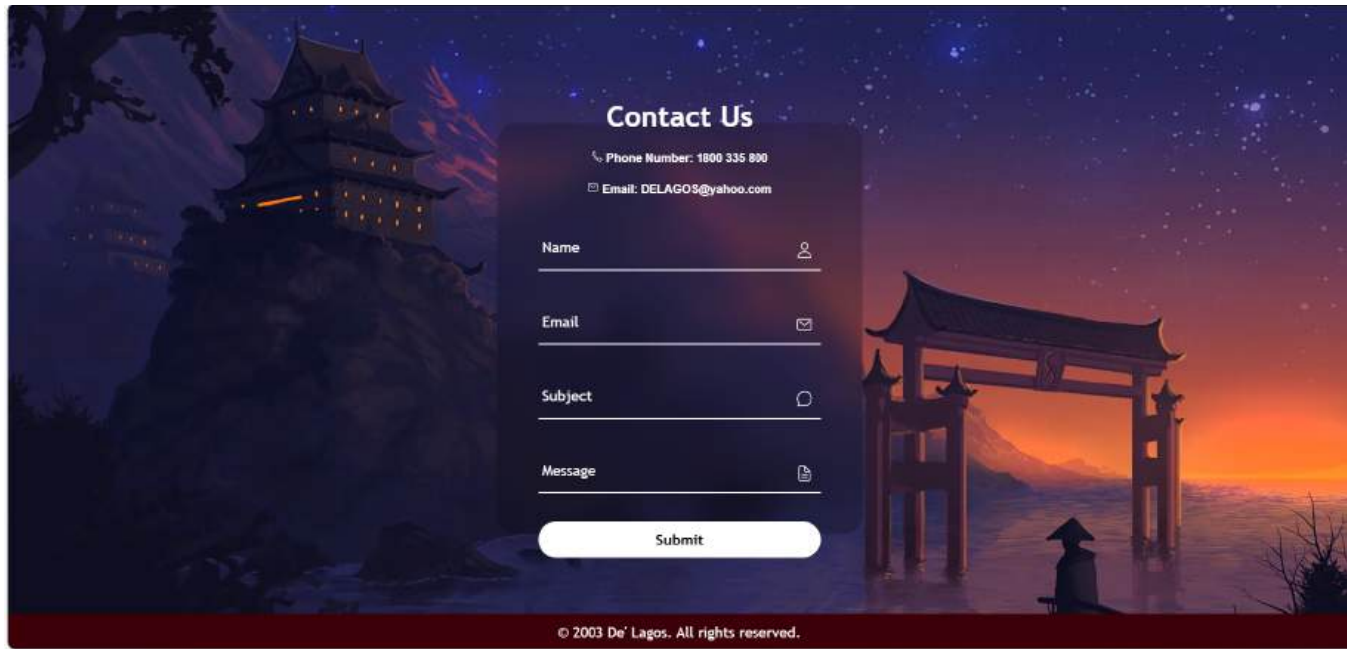 Contact Us
Phone Number: 1800 335 800
Email: DELAGOS@yahoo.com
Name
Email
Subject
Message
Submit
© 2003 De' Lagos. All rights reserved.